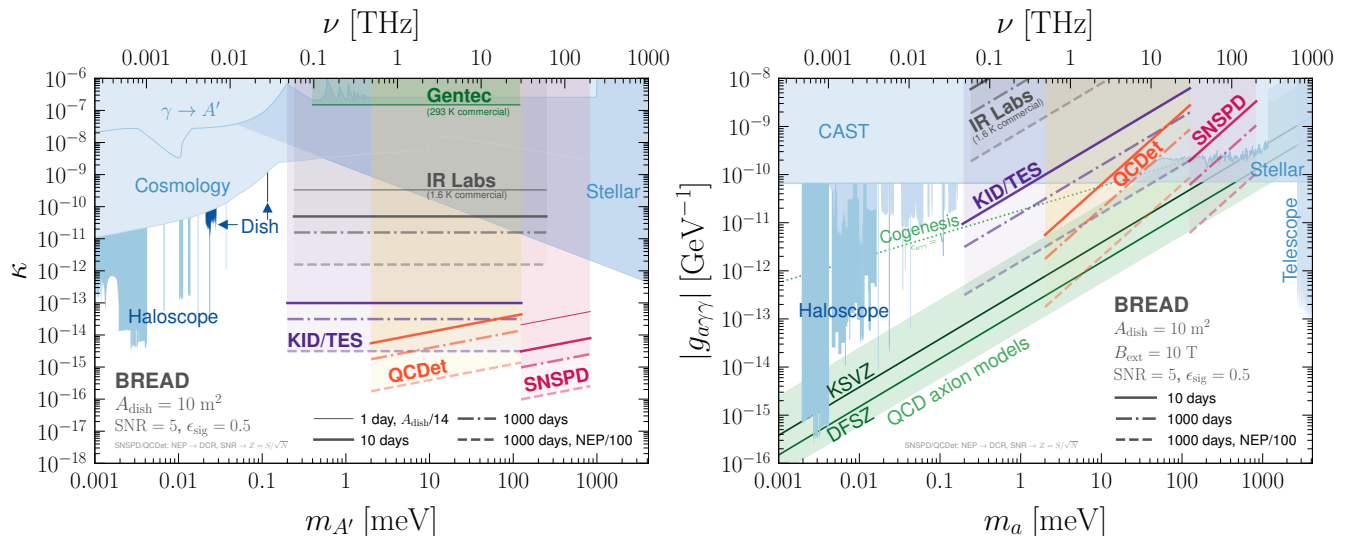 ν [THz]
0.001 0.01 0.1 1 10 100 1000
10⁻⁶
10⁻⁷
10⁻⁸
10⁻⁹
10⁻¹⁰
10⁻¹¹
10⁻¹²
10⁻¹³
10⁻¹⁴
10⁻¹⁵
10⁻¹⁶
10⁻¹⁷
10⁻¹⁸
κ
γ → A′
Gentec
(293 K commercial)
Cosmology
IR Labs
(1.6 K commercial)
Stellar
Dish
Haloscope
KID/TES
QCDet
SNSPD
BREAD
A_dish = 10 m²
SNR = 5, ϵ_sig = 0.5
1 day, A_dish/14
10 days
1000 days
1000 days, NEP/100
SNSPD/QCDet: NEP → DCR, SNR → Z = S/√N
0.001 0.01 0.1 1 10 100 1000
m_A′ [meV]
ν [THz]
0.001 0.01 0.1 1 10 100 1000
10⁻⁸
10⁻⁹
10⁻¹⁰
10⁻¹¹
10⁻¹²
10⁻¹³
10⁻¹⁴
10⁻¹⁵
10⁻¹⁶
|g_aγγ| [GeV⁻¹]
CAST
IR Labs
(1.6 K commercial)
SNSPD
QCDet
KID/TES
Stellar
Cogenesis
Telescope
Haloscope
BREAD
A_dish = 10 m²
B_ext = 10 T
SNR = 5, ϵ_sig = 0.5
KSVZ
DFSZ
QCD axion models
10 days
1000 days
1000 days, NEP/100
SNSPD/QCDet: NEP → DCR, SNR → Z = S/√N
0.001 0.01 0.1 1 10 100 1000
m_a [meV]